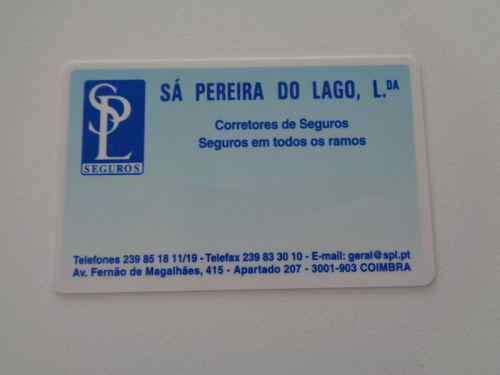 SPL
SEGUROS
SÁ PEREIRA DO LAGO, L.DA
Corretores de Seguros
Seguros em todos os ramos
Telefones 239 85 18 11/19 - Telefax 239 83 30 10 - E-mail: geral@spl.pt
Av. Fernão de Magalhães, 415 - Apartado 207 - 3001-903 COIMBRA